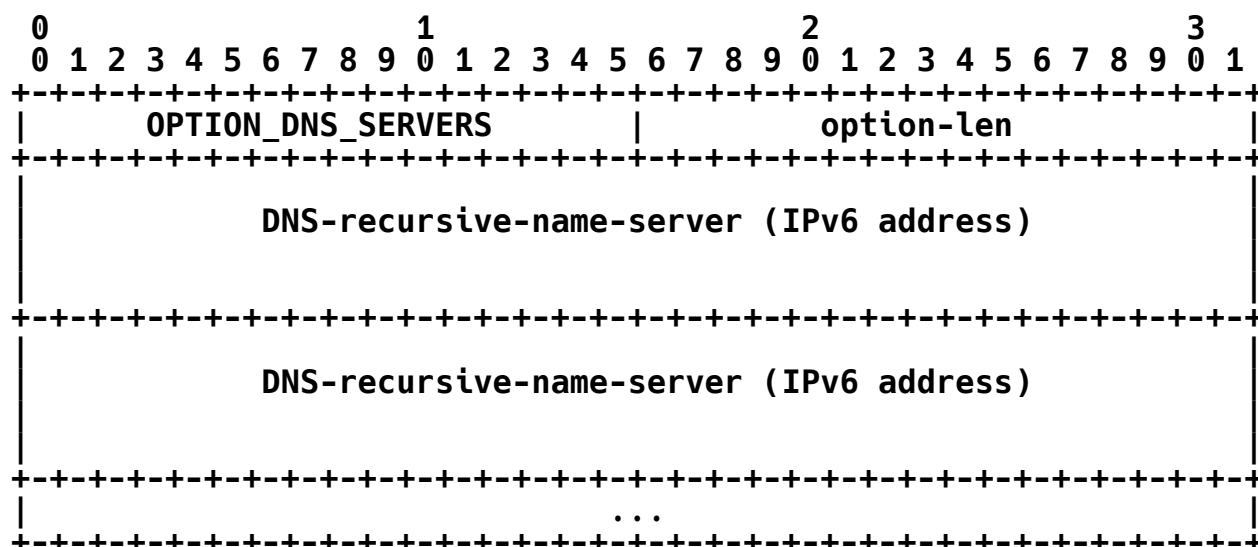 0                   1                   2                   3
 0 1 2 3 4 5 6 7 8 9 0 1 2 3 4 5 6 7 8 9 0 1 2 3 4 5 6 7 8 9 0 1
+-+-+-+-+-+-+-+-+-+-+-+-+-+-+-+-+-+-+-+-+-+-+-+-+-+-+-+-+-+-+-+-+
|      OPTION_DNS_SERVERS       |         option-len            |
+-+-+-+-+-+-+-+-+-+-+-+-+-+-+-+-+-+-+-+-+-+-+-+-+-+-+-+-+-+-+-+-+
|                                                               |
|            DNS-recursive-name-server (IPv6 address)           |
|                                                               |
|                                                               |
+-+-+-+-+-+-+-+-+-+-+-+-+-+-+-+-+-+-+-+-+-+-+-+-+-+-+-+-+-+-+-+-+
|                                                               |
|            DNS-recursive-name-server (IPv6 address)           |
|                                                               |
|                                                               |
+-+-+-+-+-+-+-+-+-+-+-+-+-+-+-+-+-+-+-+-+-+-+-+-+-+-+-+-+-+-+-+-+
|                              ...                              |
+-+-+-+-+-+-+-+-+-+-+-+-+-+-+-+-+-+-+-+-+-+-+-+-+-+-+-+-+-+-+-+-+